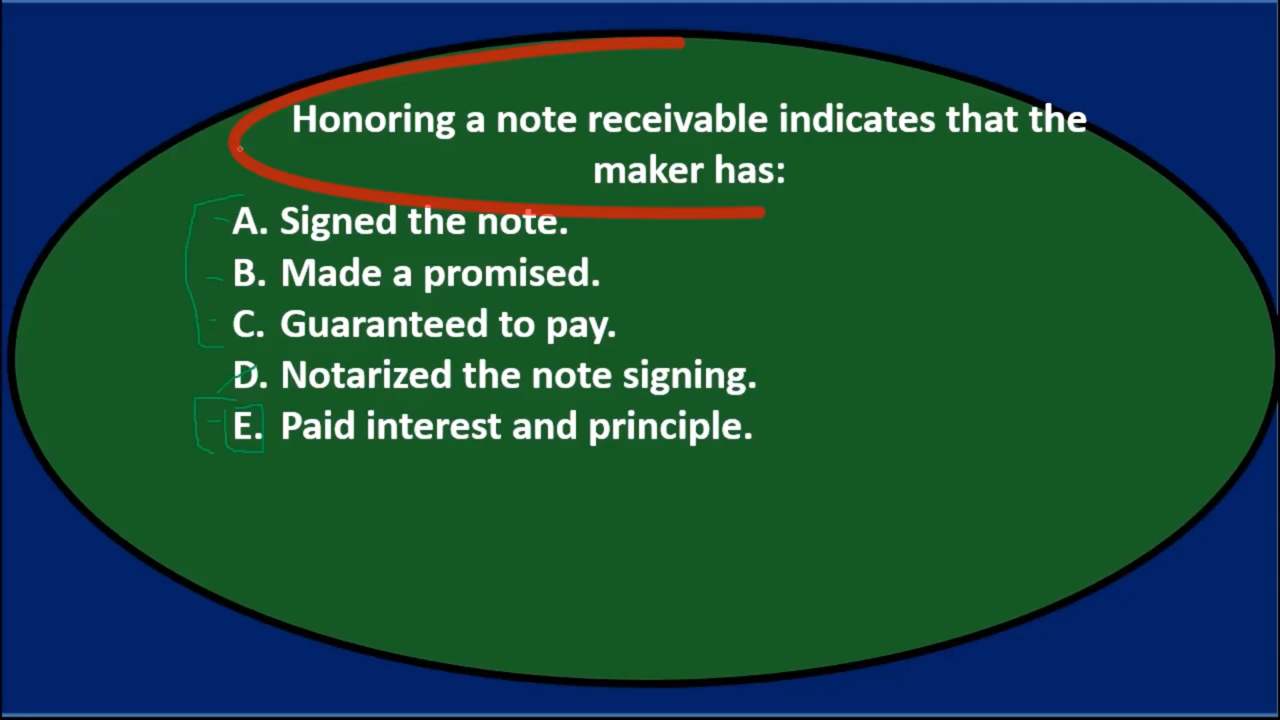 Honoring a note receivable indicates that the
maker has:
A. Signed the note.
B. Made a promised.
C. Guaranteed to pay.
D. Notarized the note signing.
E. Paid interest and principle.